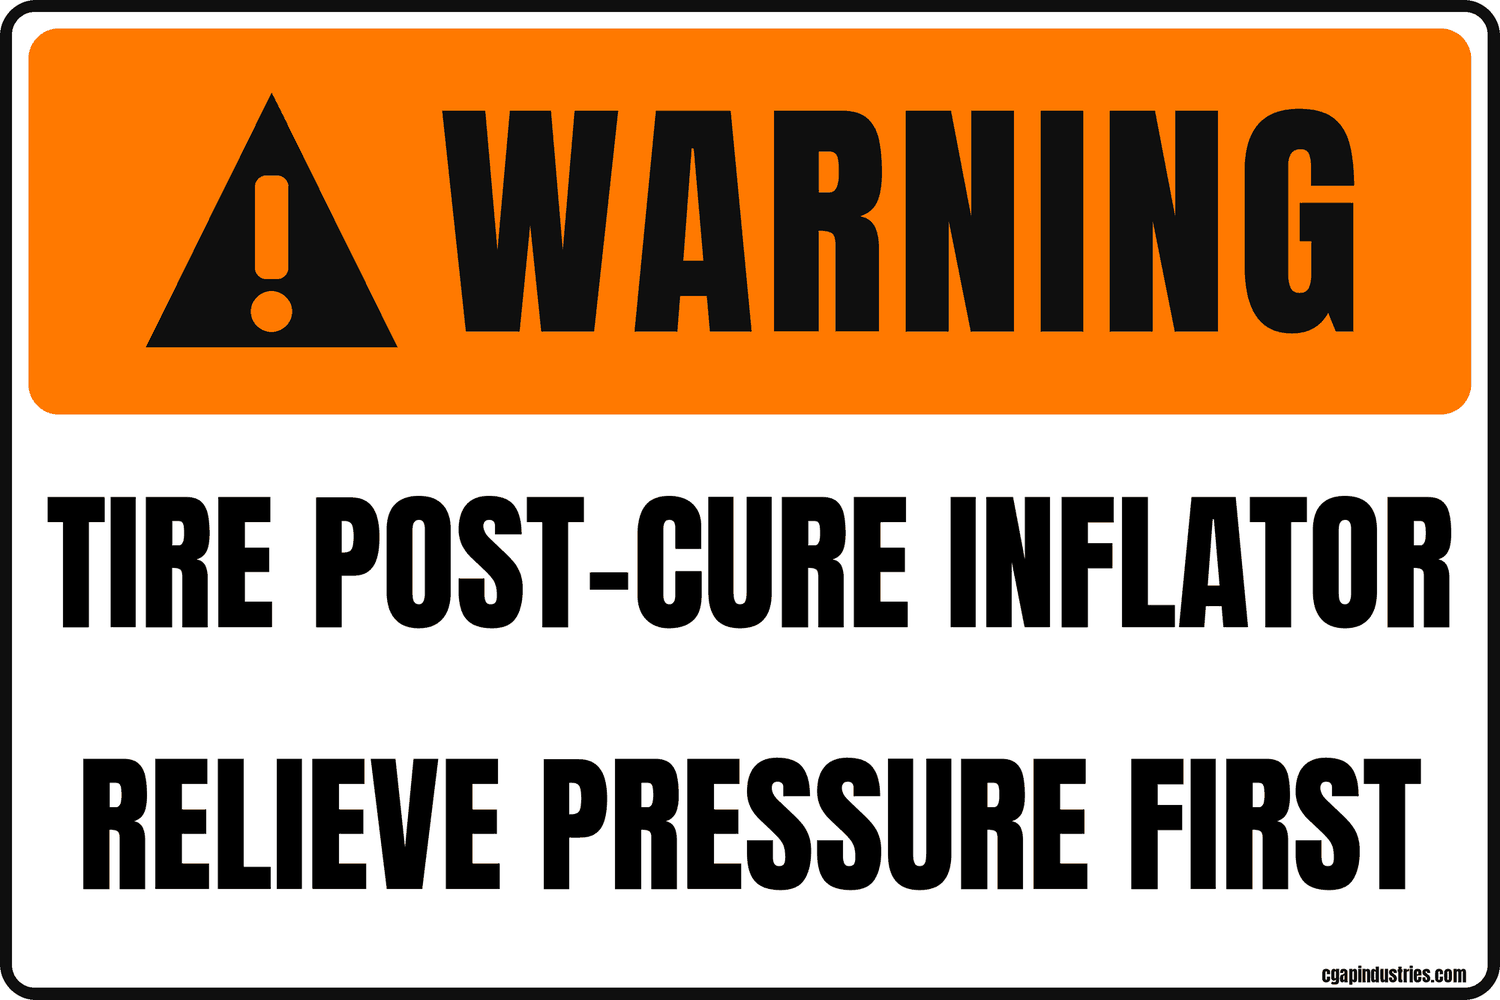 WARNING
TIRE POST-CURE INFLATOR
RELIEVE PRESSURE FIRST
cgapindustries.com